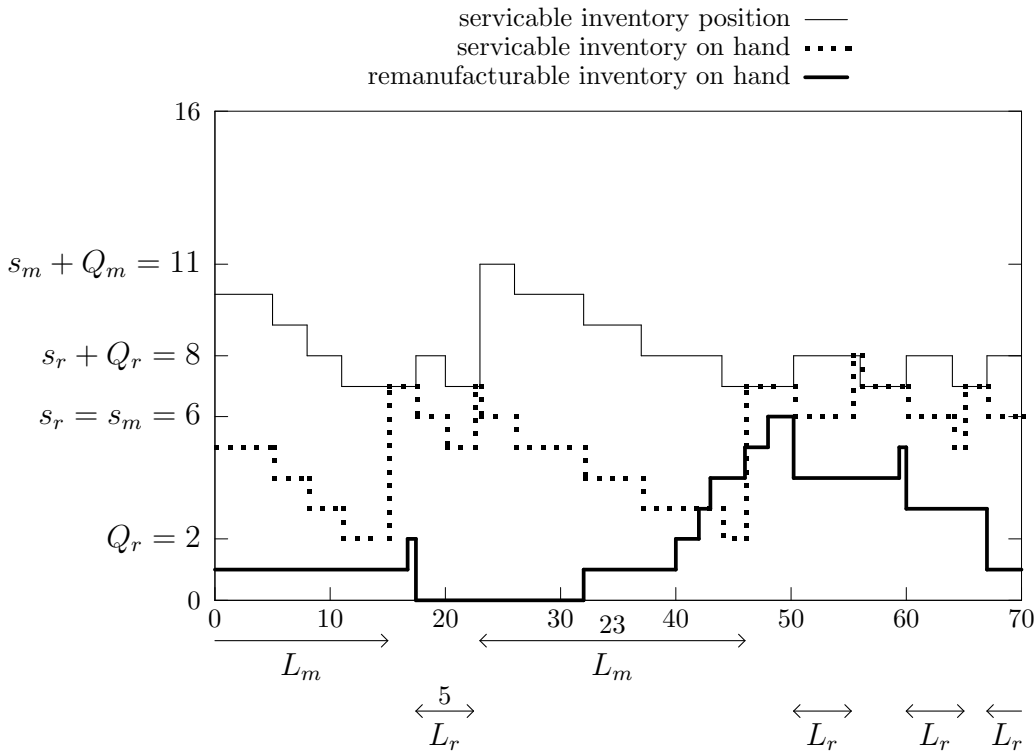 servicable inventory position
servicable inventory on hand
remanufacturable inventory on hand
16
s_m + Q_m = 11
s_r + Q_r = 8
s_r = s_m = 6
Q_r = 2
0
0 10 20 30 40 50 60 70
23
L_m L_m
5
L_r L_r L_r L_r